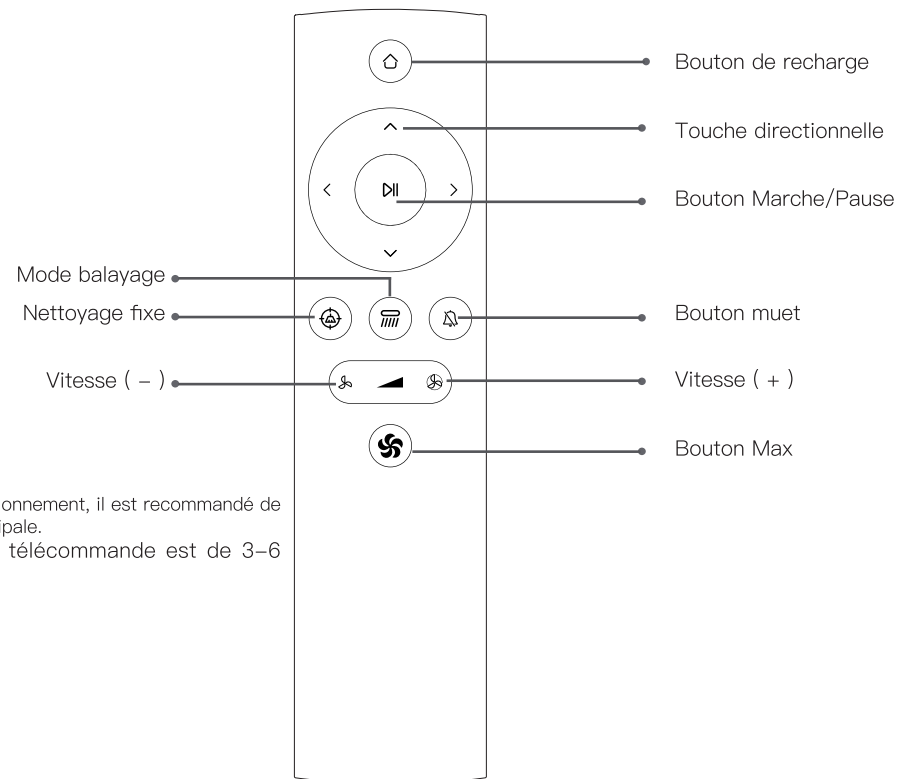 Bouton de recharge
Touche directionnelle
Bouton Marche/Pause
Mode balayage
Nettoyage fixe
Bouton muet
Vitesse ( – )
Vitesse ( + )
Bouton Max
onnement, il est recommandé de
ipale.
télécommande est de 3–6